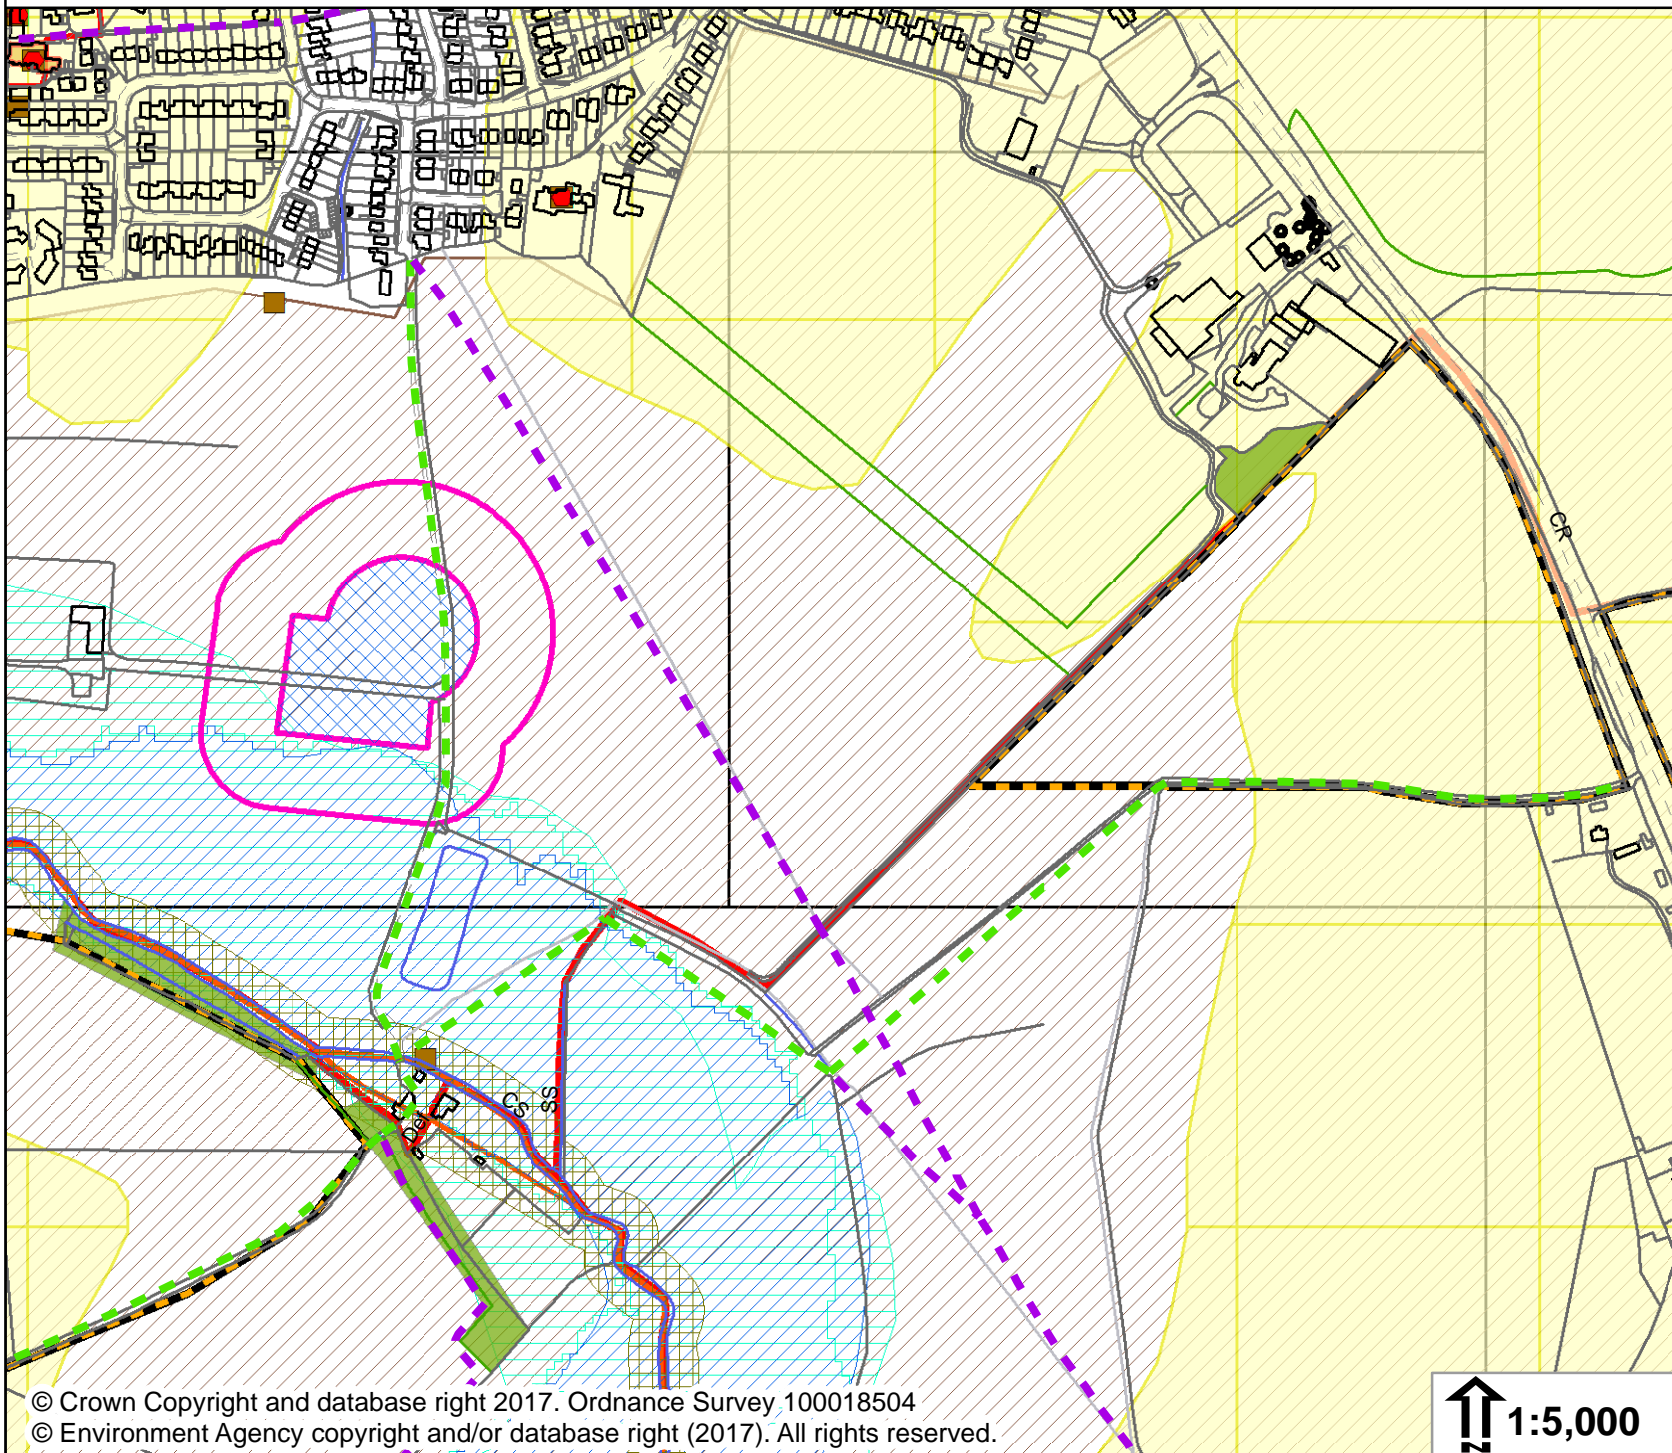 CR
CS
SS
Def
© Crown Copyright and database right 2017. Ordnance Survey 100018504
© Environment Agency copyright and/or database right (2017). All rights reserved.
N
1:5,000